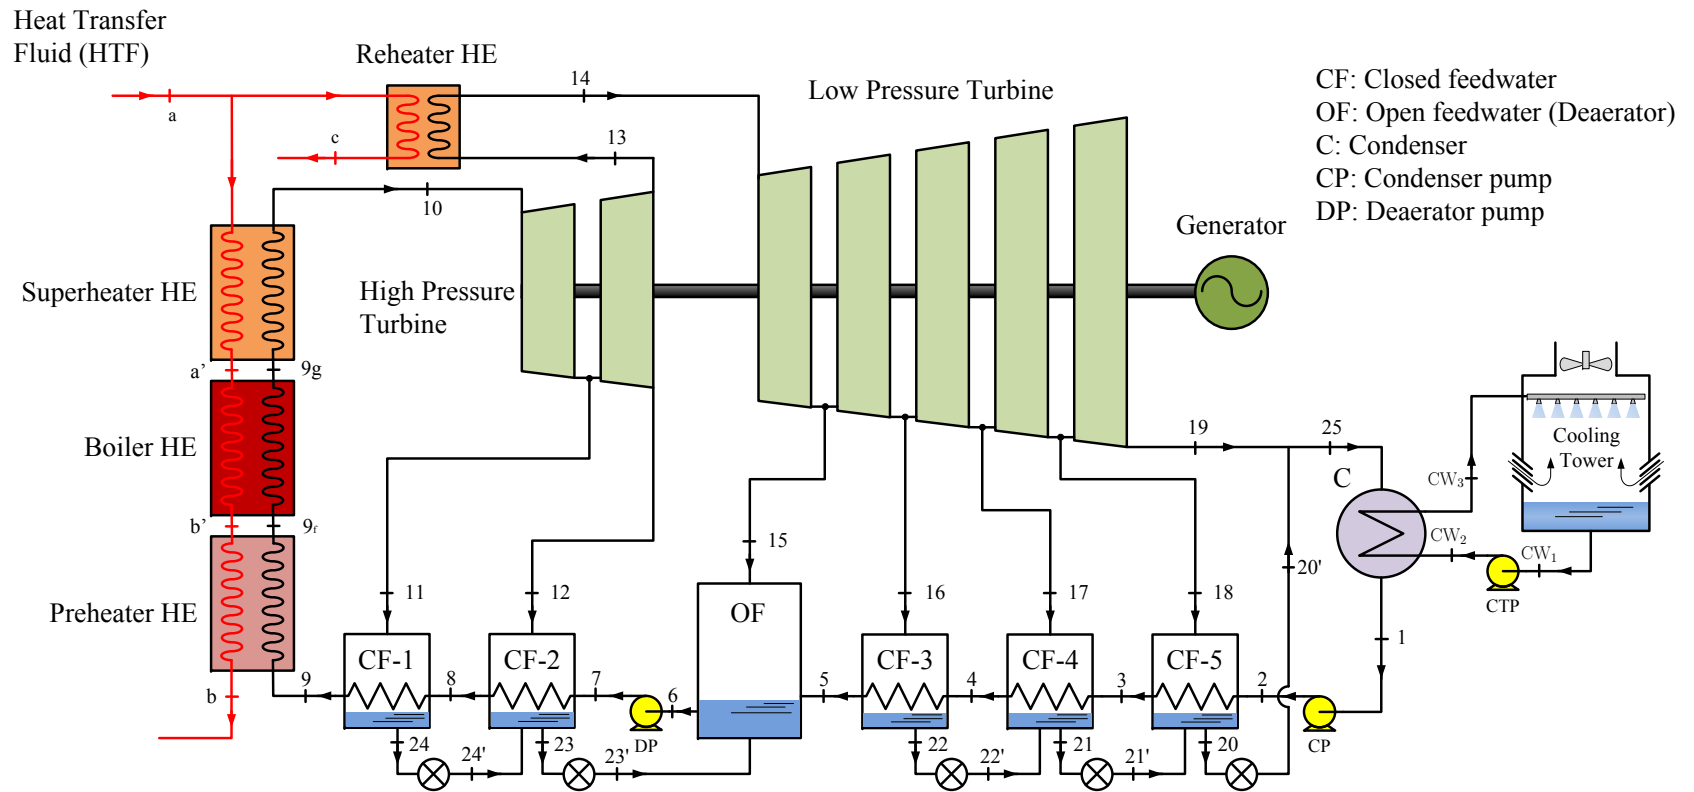 Heat Transfer
Fluid (HTF)
Reheater HE
14
Low Pressure Turbine
CF: Closed feedwater
OF: Open feedwater (Deaerator)
C: Condenser
CP: Condenser pump
DP: Deaerator pump
a
c
13
10
Generator
Superheater HE
High Pressure
Turbine
a’
9g
Boiler HE
19
25
Cooling
Tower
C
CW3
b’
9f
CW2
CW1
15
20'
CTP
Preheater HE
11
12
OF
16
17
18
1
CF-1
CF-2
CF-3
CF-4
CF-5
b
9
8
7
6
5
4
3
2
DP
CP
24
24'
23
23'
22
22'
21
21'
20